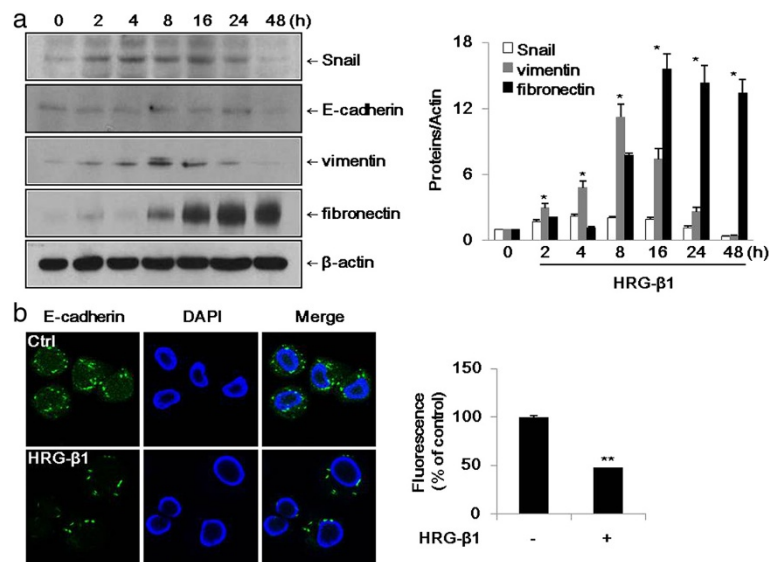 a
0 2 4 8 16 24 48 (h)
← Snail
← E-cadherin
← vimentin
← fibronectin
← β-actin
Proteins/Actin
18
12
6
0
Snail
vimentin
fibronectin
* * * * * *
0 2 4 8 16 24 48 (h)
HRG-β1
b
E-cadherin DAPI Merge
Ctrl
HRG-β1
Fluorescence
(% of control)
150
100
50
0
**
HRG-β1 - +